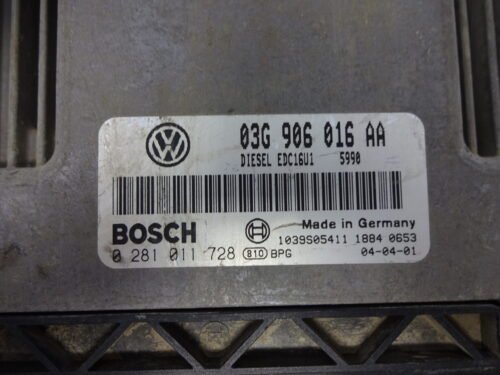 03G 906 016 AA
DIESEL EDC16U1 5990
BOSCH Made in Germany
1039S05411 1884 0653
0 281 011 728 810 BPG 04-04-01